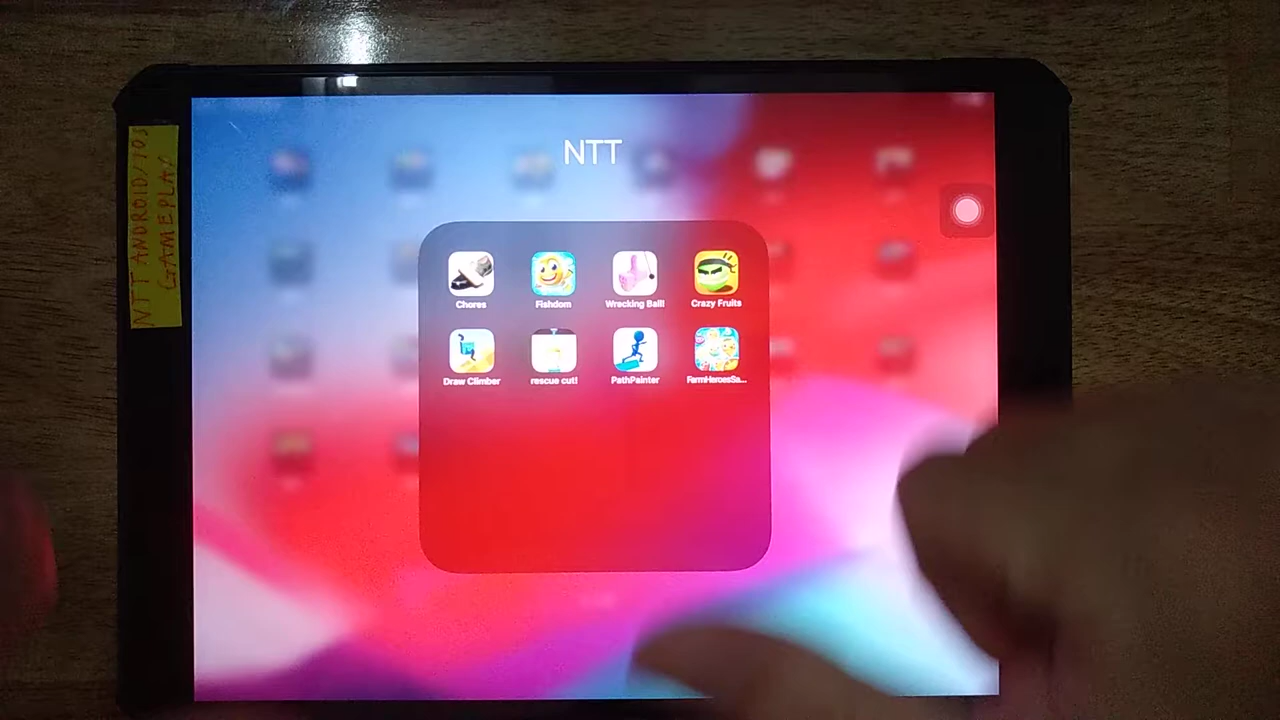 NTT ANDROID/IOS
GAMEPLAY
NTT
Chores
Fishdom
Wrecking Ball!
Crazy Fruits
Draw Climber
rescue cut!
PathPainter
FarmHeroesSa...